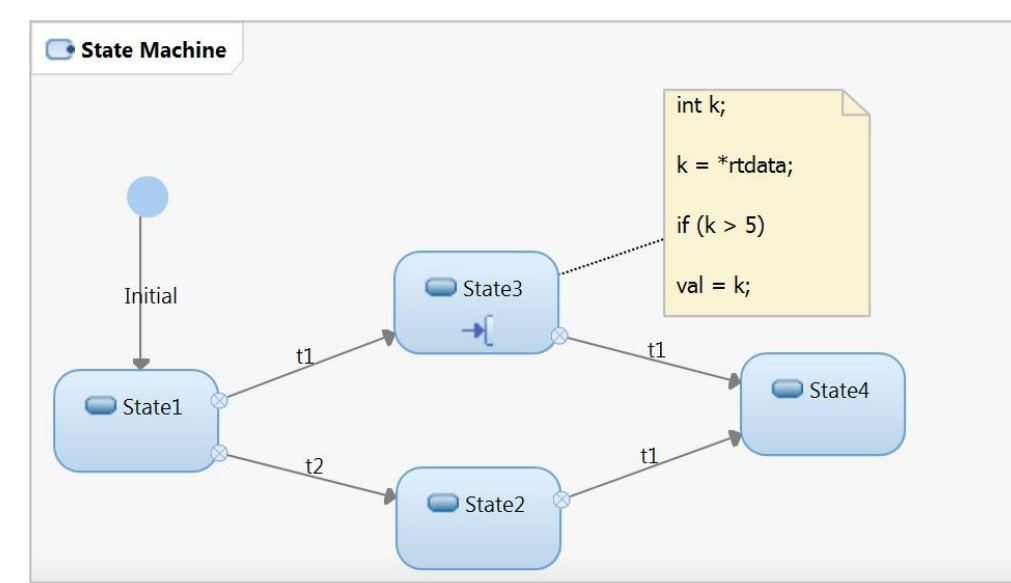 State Machine
int k;
k = *rtdata;
if (k > 5)
val = k;
Initial
State3
t1
t1
State1
State4
t2
t1
State2